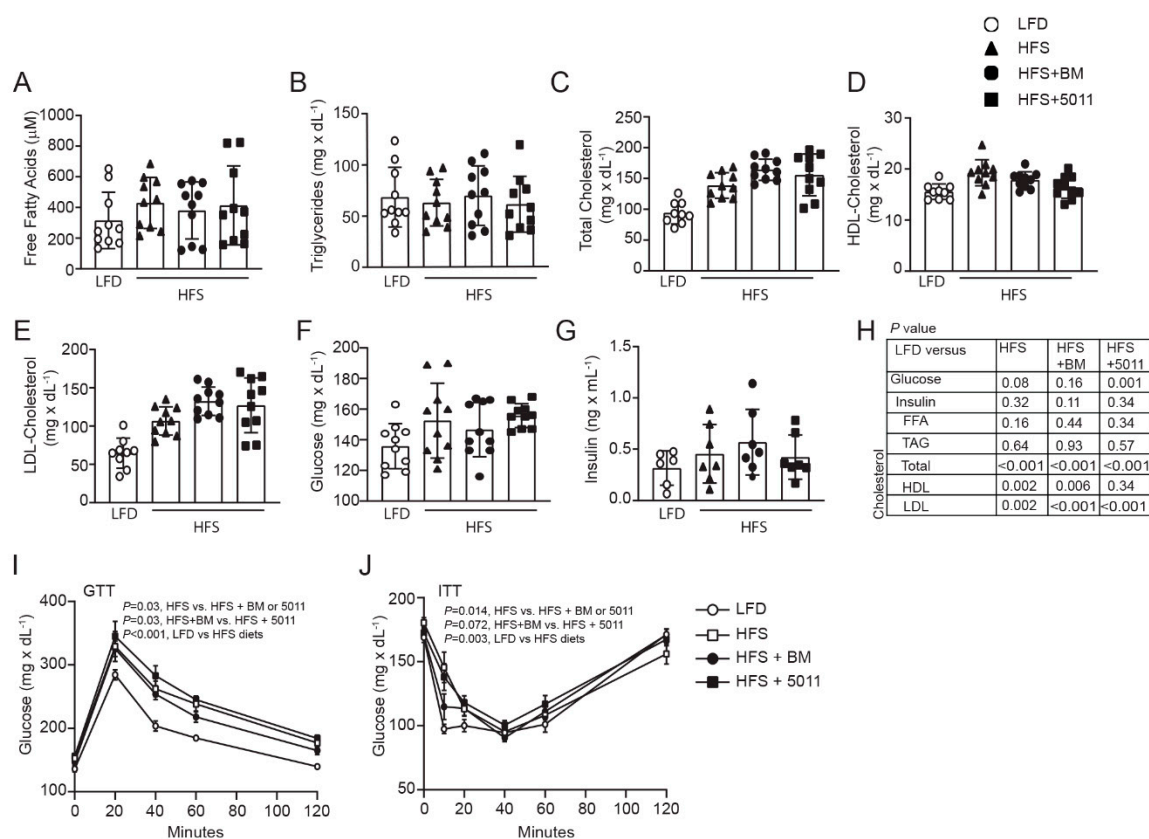 LFD
HFS
HFS+BM
HFS+5011
A
Free Fatty Acids (µM)
1000
800
600
400
200
0
LFD
HFS
B
Triglycerides (mg x dL-1)
150
100
50
0
LFD
HFS
C
Total Cholesterol
(mg x dL-1)
250
200
150
100
50
0
LFD
HFS
D
HDL-Cholesterol
(mg x dL-1)
30
20
10
0
LFD
HFS
E
LDL-Cholesterol
(mg x dL-1)
200
150
100
50
0
LFD
HFS
F
Glucose (mg x dL-1)
200
180
160
140
120
100
LFD
HFS
G
Insulin (ng x mL-1)
1.5
1.0
0.5
0.0
LFD
HFS
H
P value
LFD versus HFS HFS +BM HFS +5011
Glucose 0.08 0.16 0.001
Insulin 0.32 0.11 0.34
FFA 0.16 0.44 0.34
TAG 0.64 0.93 0.57
Cholesterol
Total <0.001 <0.001 <0.001
HDL 0.002 0.006 0.34
LDL 0.002 <0.001 <0.001
I
GTT
P=0.03, HFS vs. HFS + BM or 5011
P=0.03, HFS+BM vs. HFS + 5011
P<0.001, LFD vs HFS diets
Glucose (mg x dL-1)
400
300
200
100
0 20 40 60 80 100 120
Minutes
J
ITT
P=0.014, HFS vs. HFS + BM or 5011
P=0.072, HFS+BM vs. HFS + 5011
P=0.003, LFD vs HFS diets
Glucose (mg x dL-1)
200
150
100
50
0 20 40 60 80 100 120
Minutes
LFD
HFS
HFS + BM
HFS + 5011